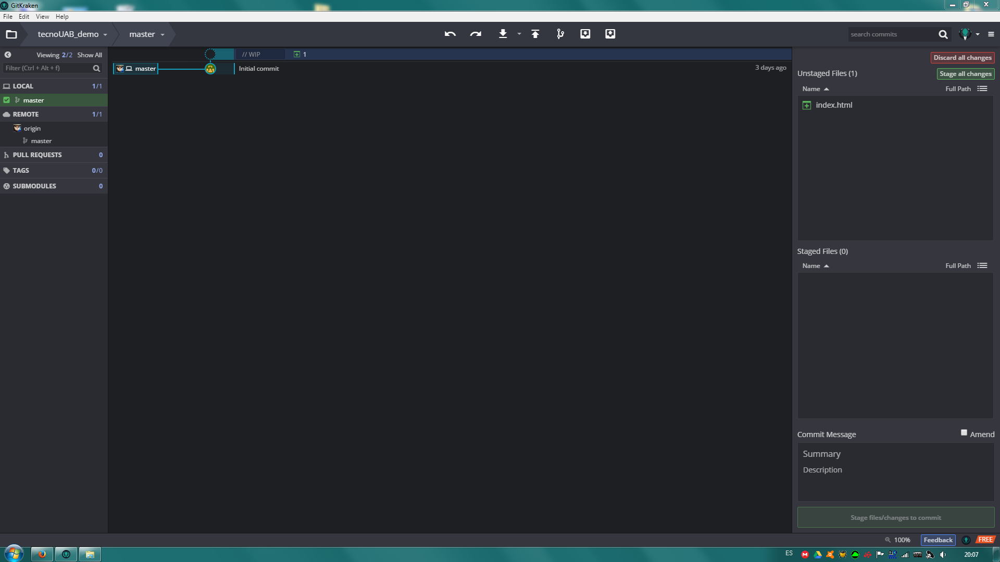 GitKraken
File Edit View Help
tecnoUAB_demo master search commits
Viewing 2/2 Show All
Filter (Ctrl + Alt + f)
LOCAL 1/1
master
REMOTE 1/1
origin
master
PULL REQUESTS 0
TAGS 0/0
SUBMODULES 0
// WIP 1
master Initial commit 3 days ago
Discard all changes
Unstaged Files (1) Stage all changes
Name Full Path
index.html
Staged Files (0)
Name Full Path
Commit Message Amend
Summary
Description
Stage files/changes to commit
100% Feedback FREE
ES 20:07